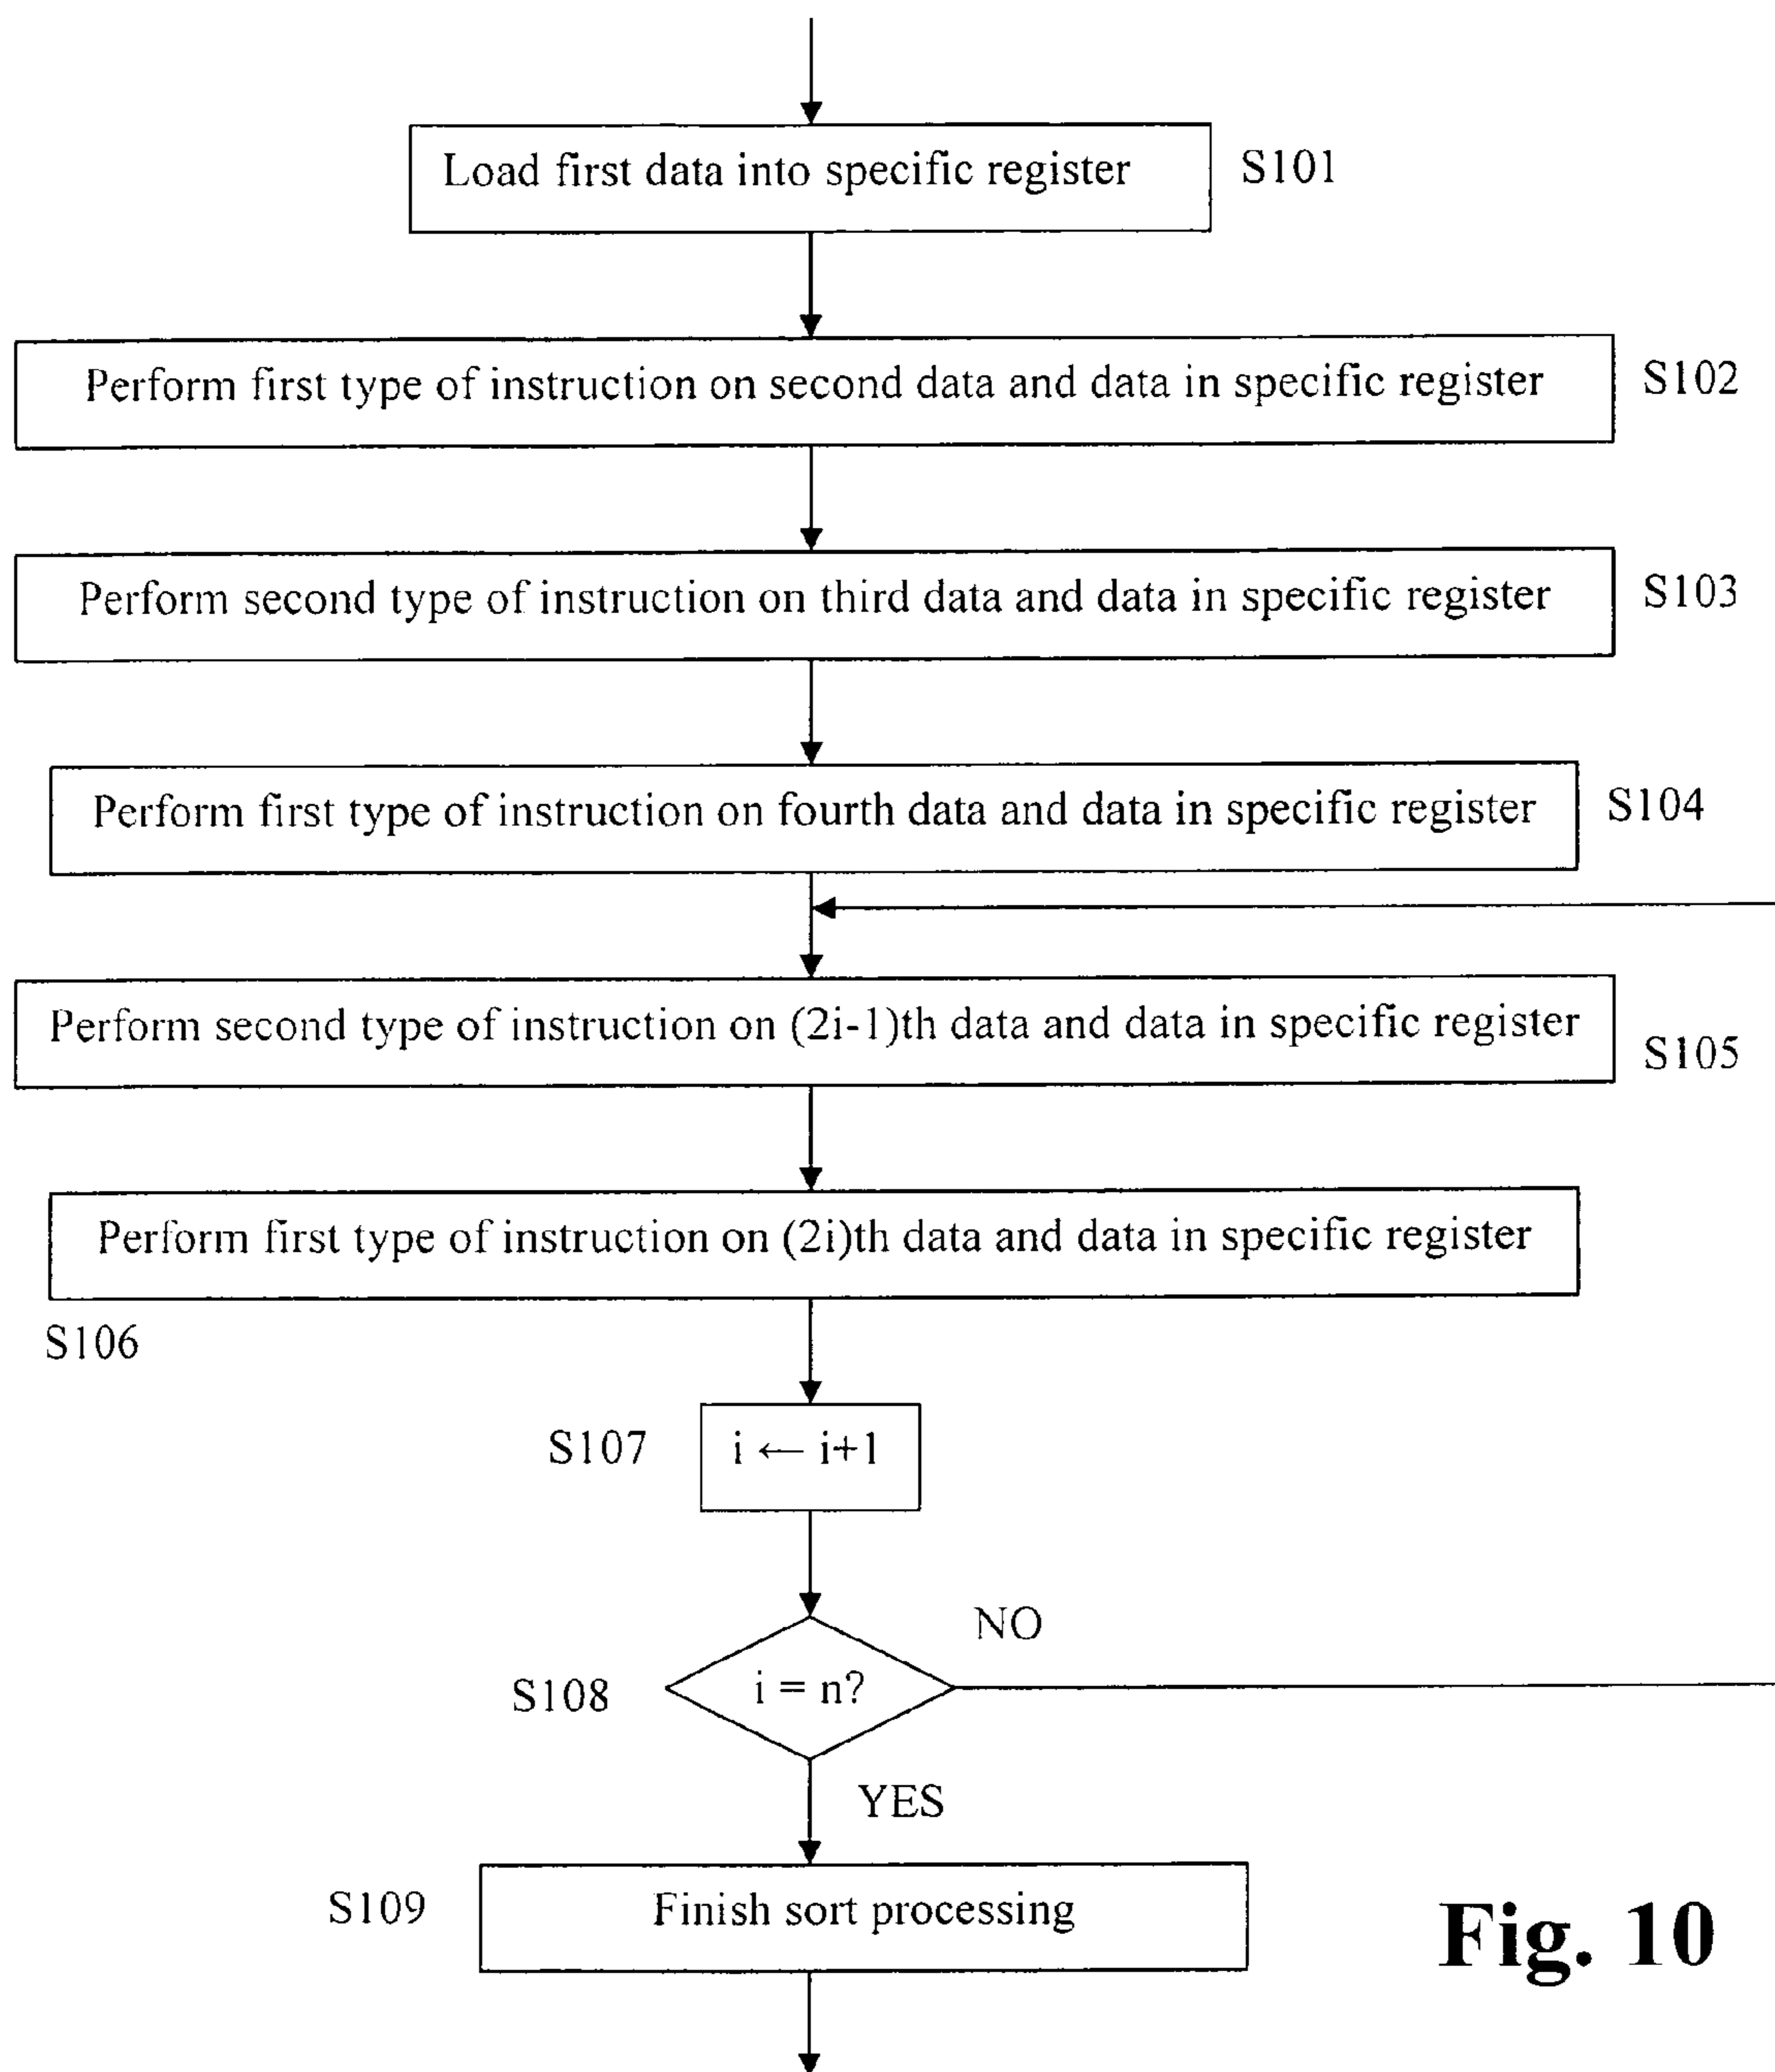 Load first data into specific register
S101
Perform first type of instruction on second data and data in specific register
S102
Perform second type of instruction on third data and data in specific register
S103
Perform first type of instruction on fourth data and data in specific register
S104
Perform second type of instruction on (2i-1)th data and data in specific register
S105
Perform first type of instruction on (2i)th data and data in specific register
S106
S107
i ← i+1
NO
S108
i = n?
YES
S109
Finish sort processing
Fig. 10